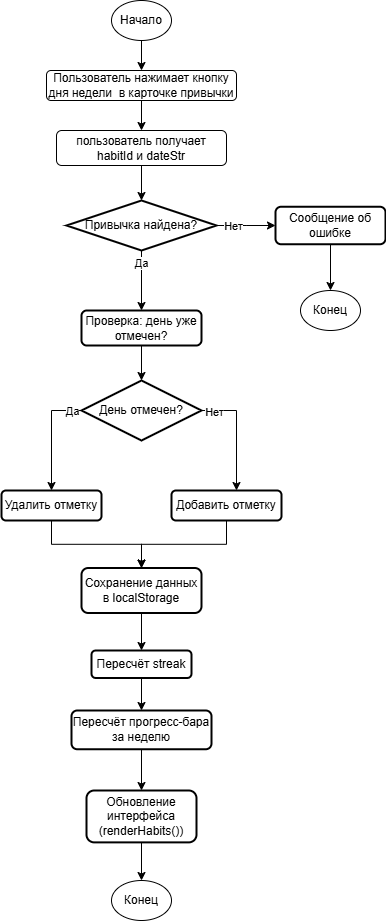 Начало
Пользователь нажимает кнопку
дня недели в карточке привычки
пользователь получает
habitId и dateStr
Привычка найдена?
Нет
Сообщение об
ошибке
Да
Конец
Проверка: день уже
отмечен?
День отмечен?
Да
Нет
Удалить отметку
Добавить отметку
Сохранение данных
в localStorage
Пересчёт streak
Пересчёт прогресс-бара
за неделю
Обновление
интерфейса
(renderHabits())
Конец